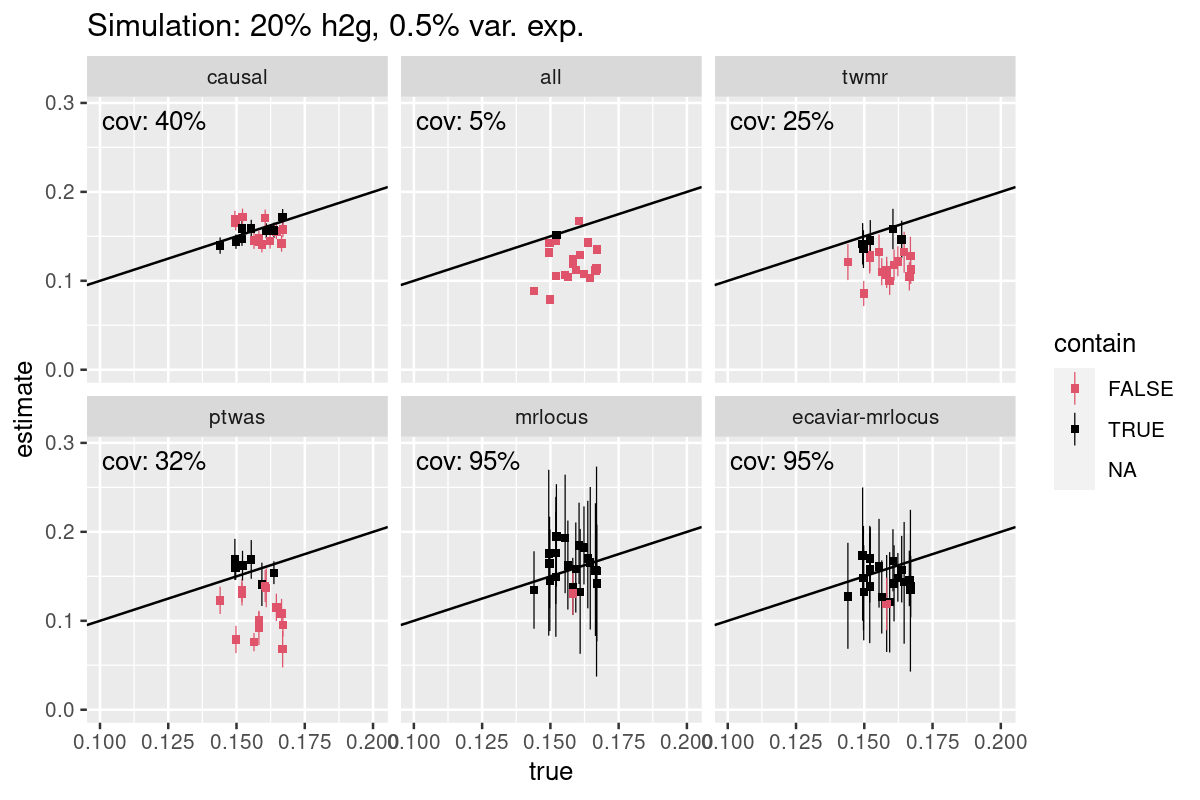 Simulation: 20% h2g, 0.5% var. exp.
causal all twmr
cov: 40% cov: 5% cov: 25%
0.3
0.2
0.1
0.0
ptwas mrlocus ecaviar-mrlocus
cov: 32% cov: 95% cov: 95%
0.3
0.2
0.1
0.0
0.100 0.125 0.150 0.175 0.200 0.100 0.125 0.150 0.175 0.200 0.100 0.125 0.150 0.175 0.200
true
estimate
contain
FALSE
TRUE
NA